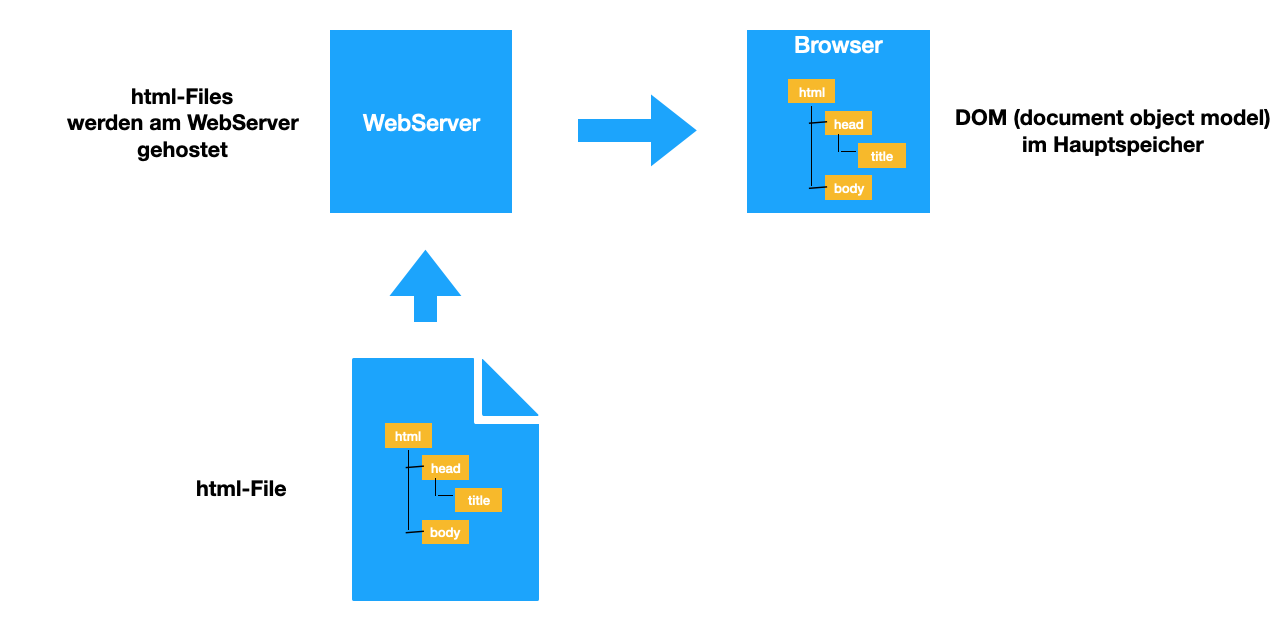 html-Files
werden am WebServer
gehostet
WebServer
Browser
html
head
title
body
DOM (document object model)
im Hauptspeicher
html-File
html
head
title
body